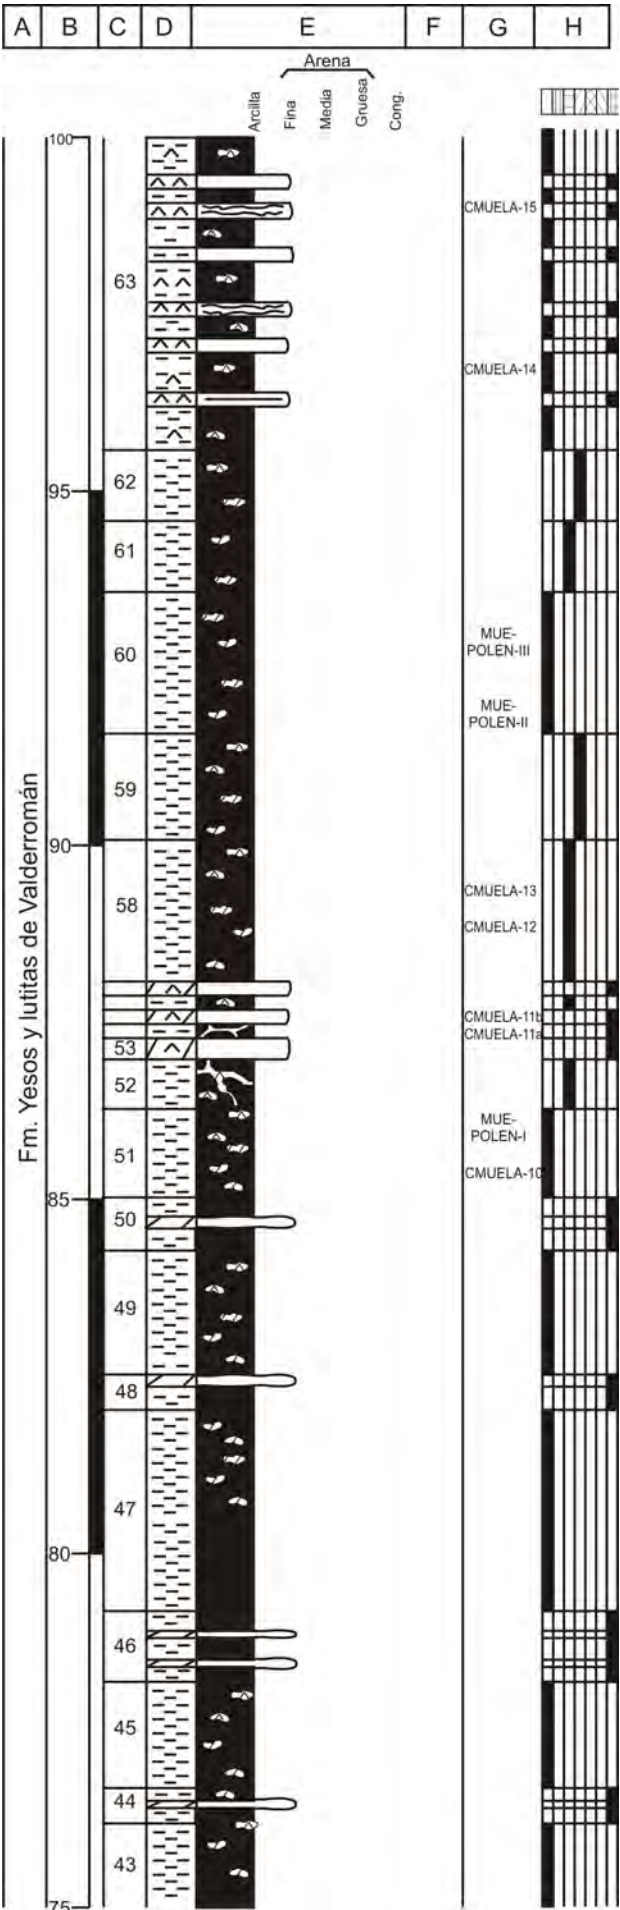 A B C D E F G H
Arena
Arcilla
Fina
Media
Gruesa
Cong.
100
CMUELA-15
63
CMUELA-14
62
95
61
MUE-
POLEN-III
60
MUE-
POLEN-II
59
90
CMUELA-13
58
CMUELA-12
CMUELA-11b
CMUELA-11a
53
52
MUE-
POLEN-I
51
CMUELA-10
85
50
49
48
47
80
46
45
44
43
75
Fm. Yesos y lutitas de Valderromán